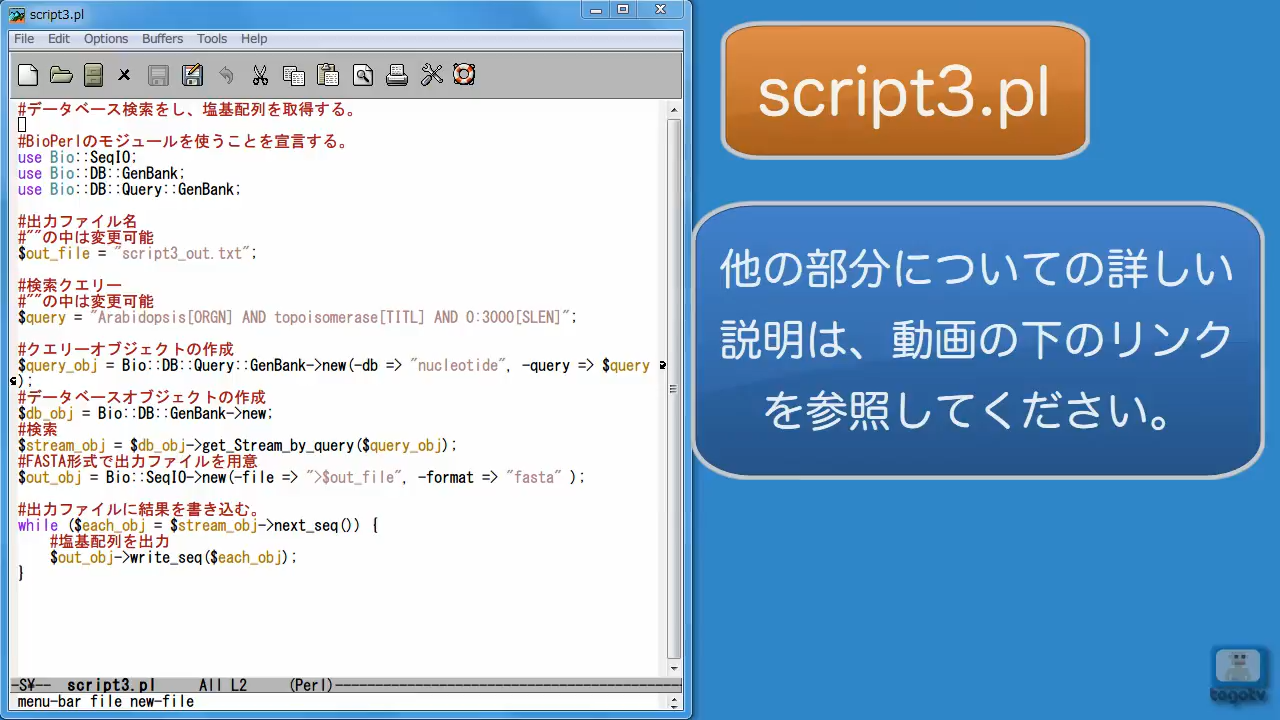 script3.pl
File Edit Options Buffers Tools Help
#データベース検索をし、塩基配列を取得する。
#BioPerlのモジュールを使うことを宣言する。
use Bio::SeqIO;
use Bio::DB::GenBank;
use Bio::DB::Query::GenBank;
#出力ファイル名
#""の中は変更可能
$out_file = "script3_out.txt";
#検索クエリー
#""の中は変更可能
$query = "Arabidopsis[ORGN] AND topoisomerase[TITL] AND 0:3000[SLEN]";
#クエリーオブジェクトの作成
$query_obj = Bio::DB::Query::GenBank->new(-db => "nucleotide", -query => $query
);
#データベースオブジェクトの作成
$db_obj = Bio::DB::GenBank->new;
#検索
$stream_obj = $db_obj->get_Stream_by_query($query_obj);
#FASTA形式で出力ファイルを用意
$out_obj = Bio::SeqIO->new(-file => ">$out_file", -format => "fasta" );
#出力ファイルに結果を書き込む。
while ($each_obj = $stream_obj->next_seq()) {
    #塩基配列を出力
    $out_obj->write_seq($each_obj);
}
-S¥-- script3.pl All L2 (Perl)--------------------------------------------
menu-bar file new-file
script3.pl
他の部分についての詳しい
説明は、動画の下のリンク
を参照してください。
togotv